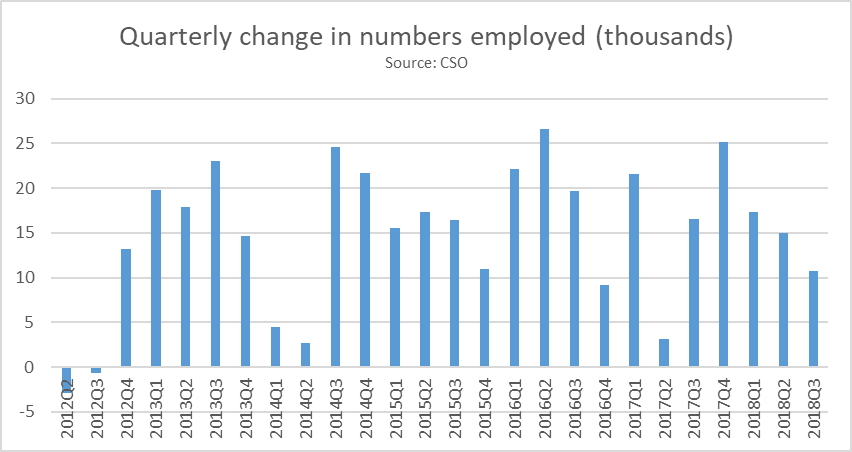 Quarterly change in numbers employed (thousands)
Source: CSO
30
25
20
15
10
5
0
-5
2012Q2
2012Q3
2012Q4
2013Q1
2013Q2
2013Q3
2013Q4
2014Q1
2014Q2
2014Q3
2014Q4
2015Q1
2015Q2
2015Q3
2015Q4
2016Q1
2016Q2
2016Q3
2016Q4
2017Q1
2017Q2
2017Q3
2017Q4
2018Q1
2018Q2
2018Q3